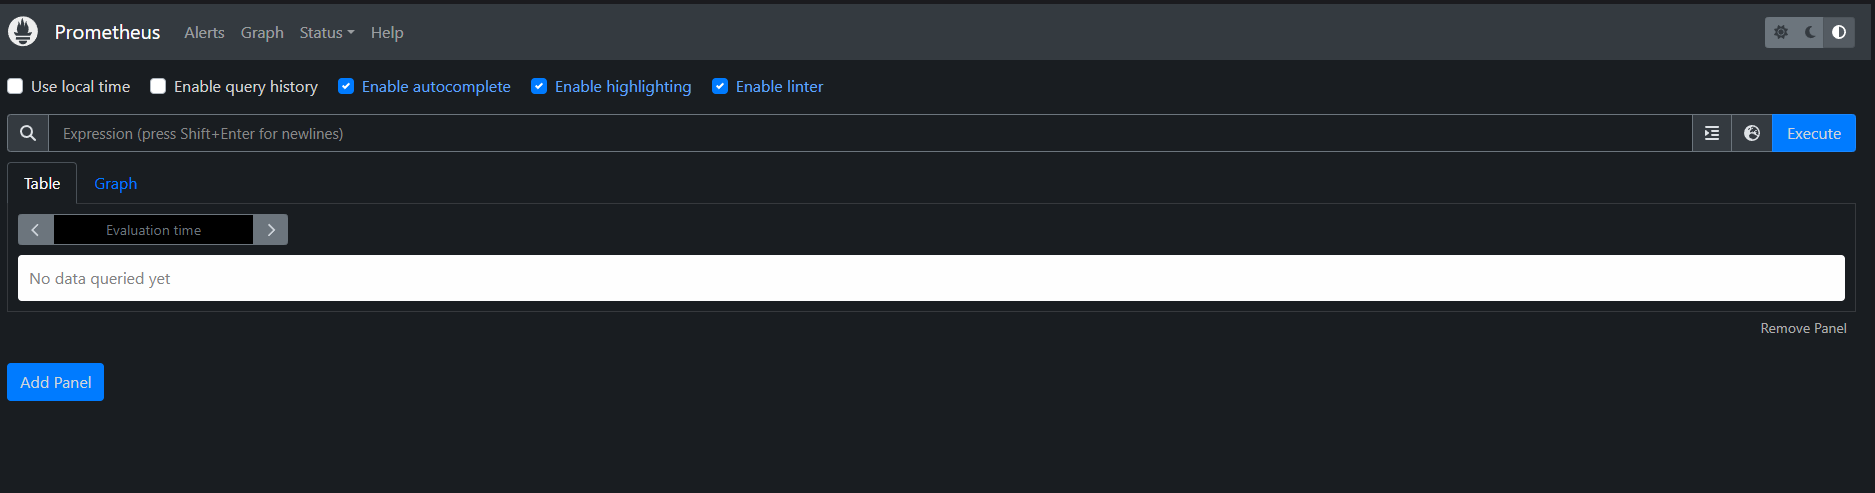 Prometheus Alerts Graph Status Help
Use local time Enable query history Enable autocomplete Enable highlighting Enable linter
Expression (press Shift+Enter for newlines) Execute
Table Graph
Evaluation time
No data queried yet
Remove Panel
Add Panel